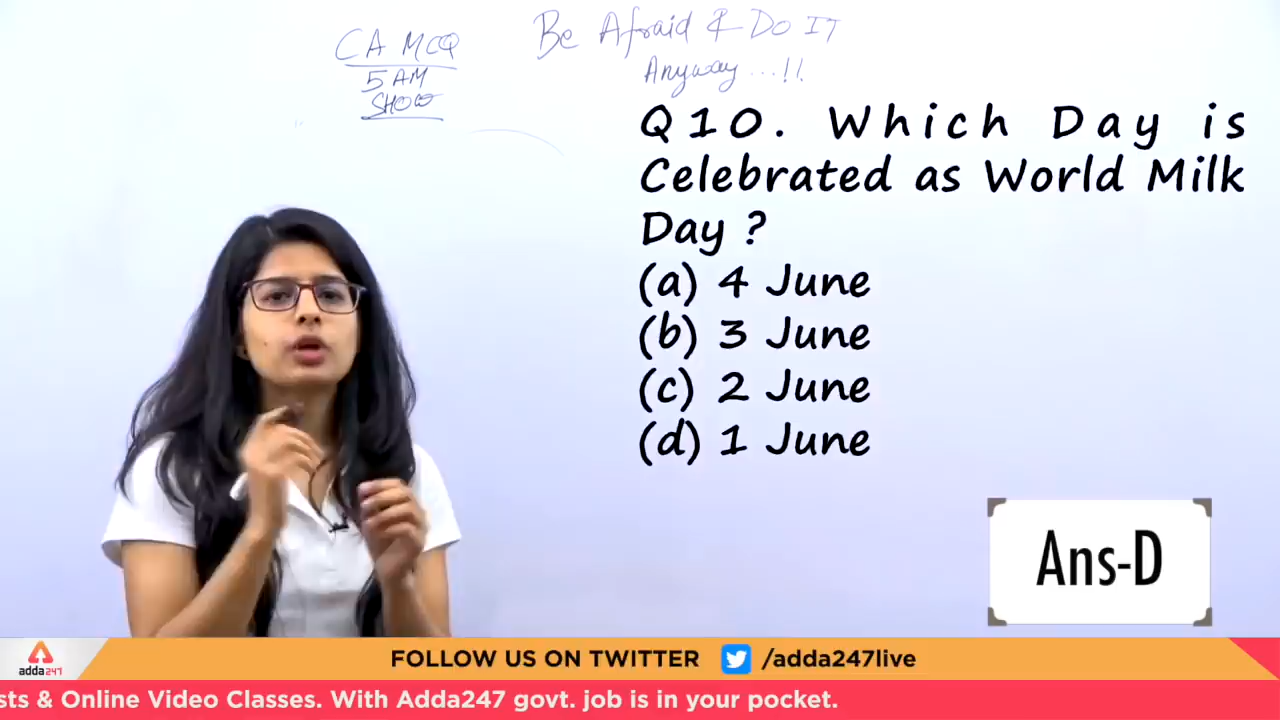 CA MCQ
5 AM
SHOW
Be Afraid & Do IT
Anyway...!!
Q10. Which Day is
Celebrated as World Milk
Day ?
(a) 4 June
(b) 3 June
(c) 2 June
(d) 1 June
Ans-D
adda247
FOLLOW US ON TWITTER /adda247live
sts & Online Video Classes. With Adda247 govt. job is in your pocket.